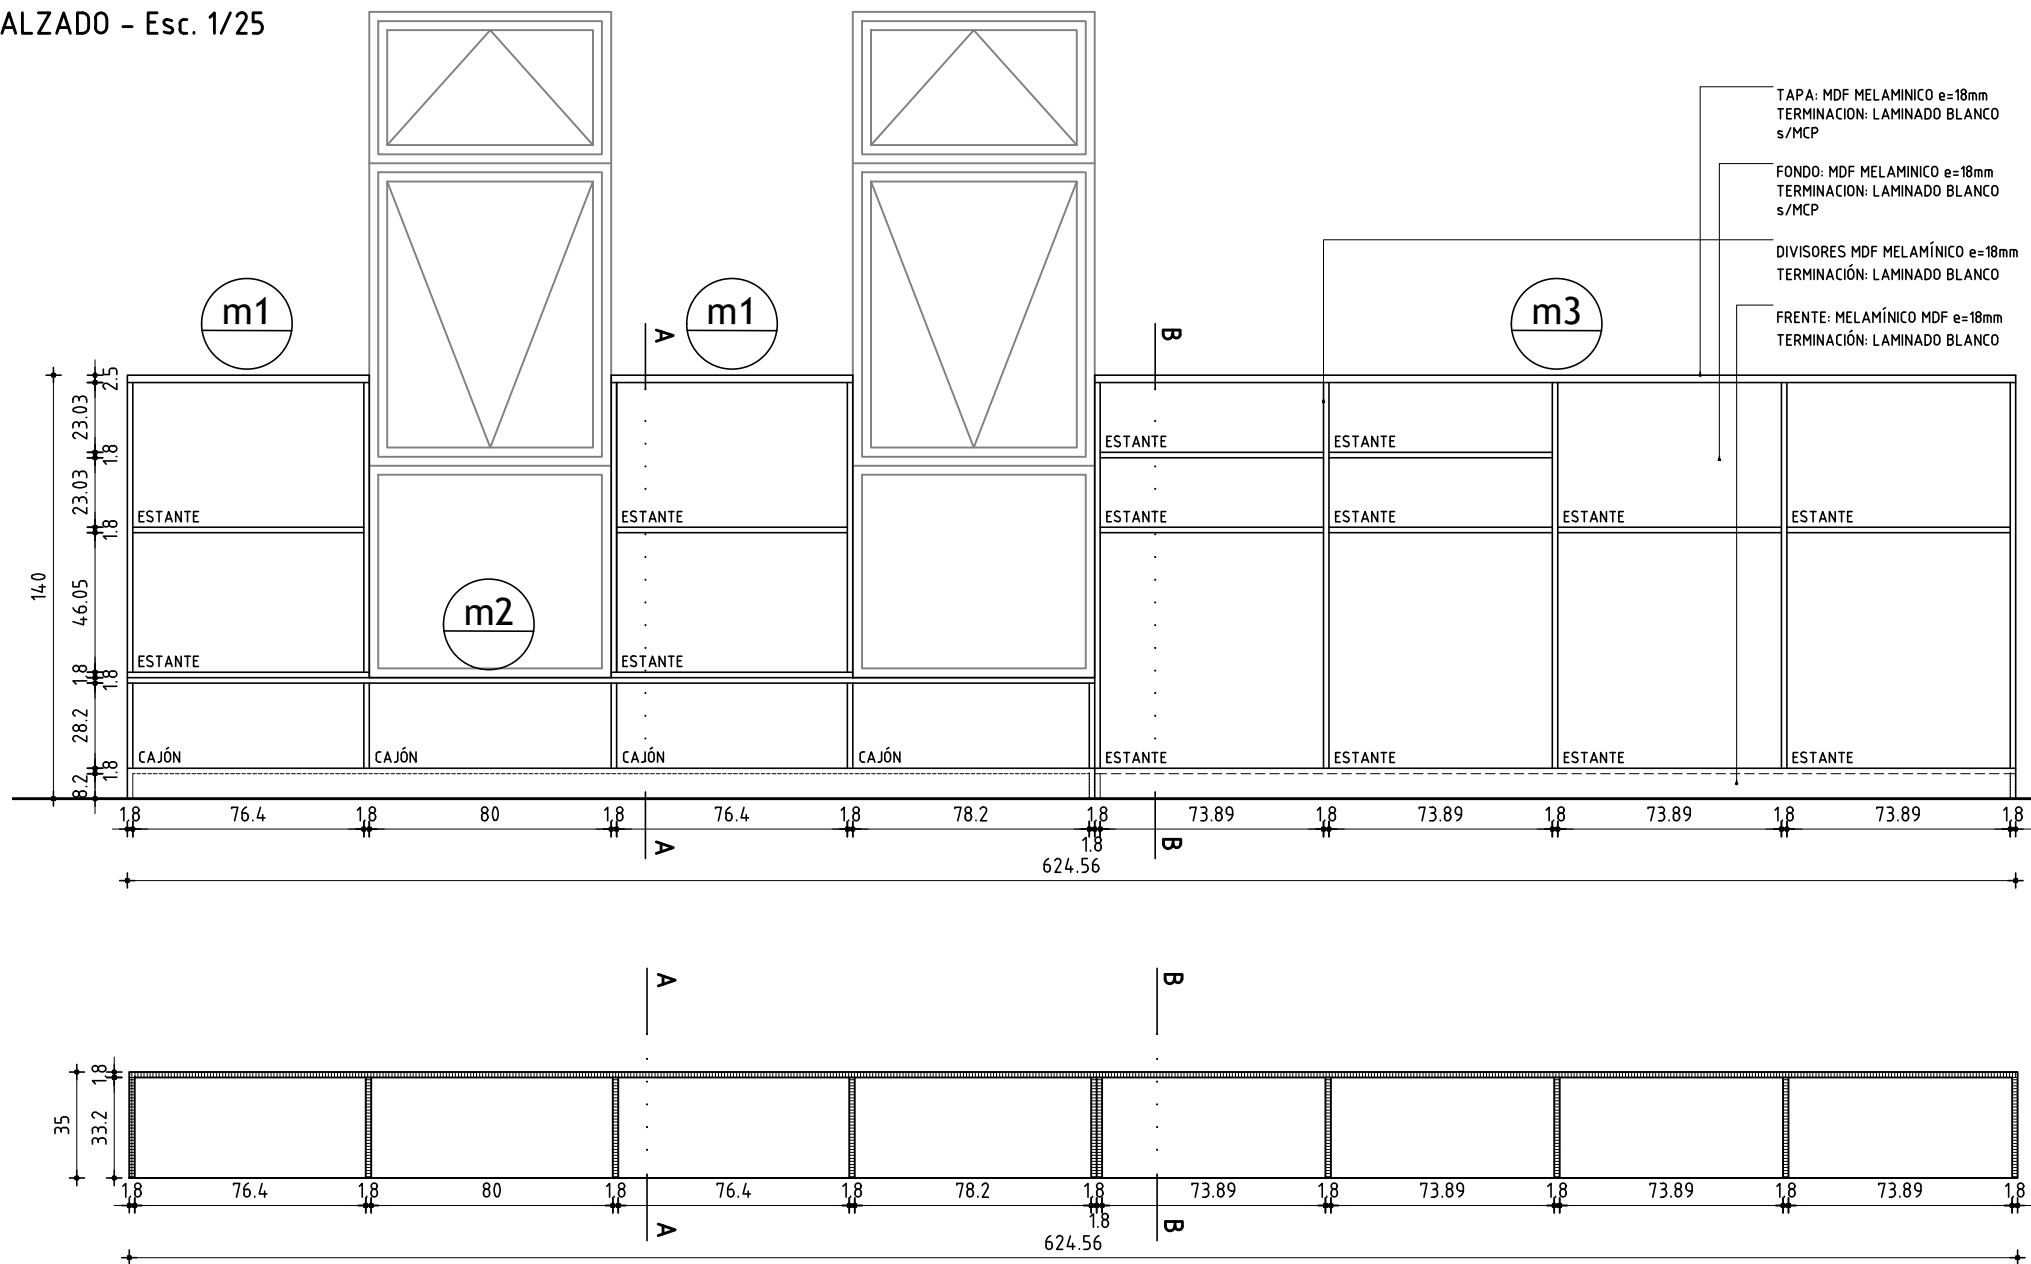 ALZADO - Esc. 1/25
TAPA: MDF MELAMINICO e=18mm
TERMINACION: LAMINADO BLANCO
s/MCP
FONDO: MDF MELAMINICO e=18mm
TERMINACION: LAMINADO BLANCO
s/MCP
DIVISORES MDF MELAMÍNICO e=18mm
TERMINACIÓN: LAMINADO BLANCO
FRENTE: MELAMÍNICO MDF e=18mm
TERMINACIÓN: LAMINADO BLANCO
m1
m1
m3
A
B
2.5
23.03
1.8
23.03
1.8
46.05
1.8
1.8
28.2
1.8
8.2
140
ESTANTE
ESTANTE
ESTANTE
ESTANTE
ESTANTE
ESTANTE
ESTANTE
ESTANTE
m2
ESTANTE
ESTANTE
CAJÓN
CAJÓN
CAJÓN
CAJÓN
ESTANTE
ESTANTE
ESTANTE
ESTANTE
1.8 76.4 1.8 80 1.8 76.4 1.8 78.2 1.8 73.89 1.8 73.89 1.8 73.89 1.8 73.89 1.8
1.8
A
B
624.56
A
B
1.8
33.2
35
1.8 76.4 1.8 80 1.8 76.4 1.8 78.2 1.8 73.89 1.8 73.89 1.8 73.89 1.8 73.89 1.8
1.8
A
B
624.56